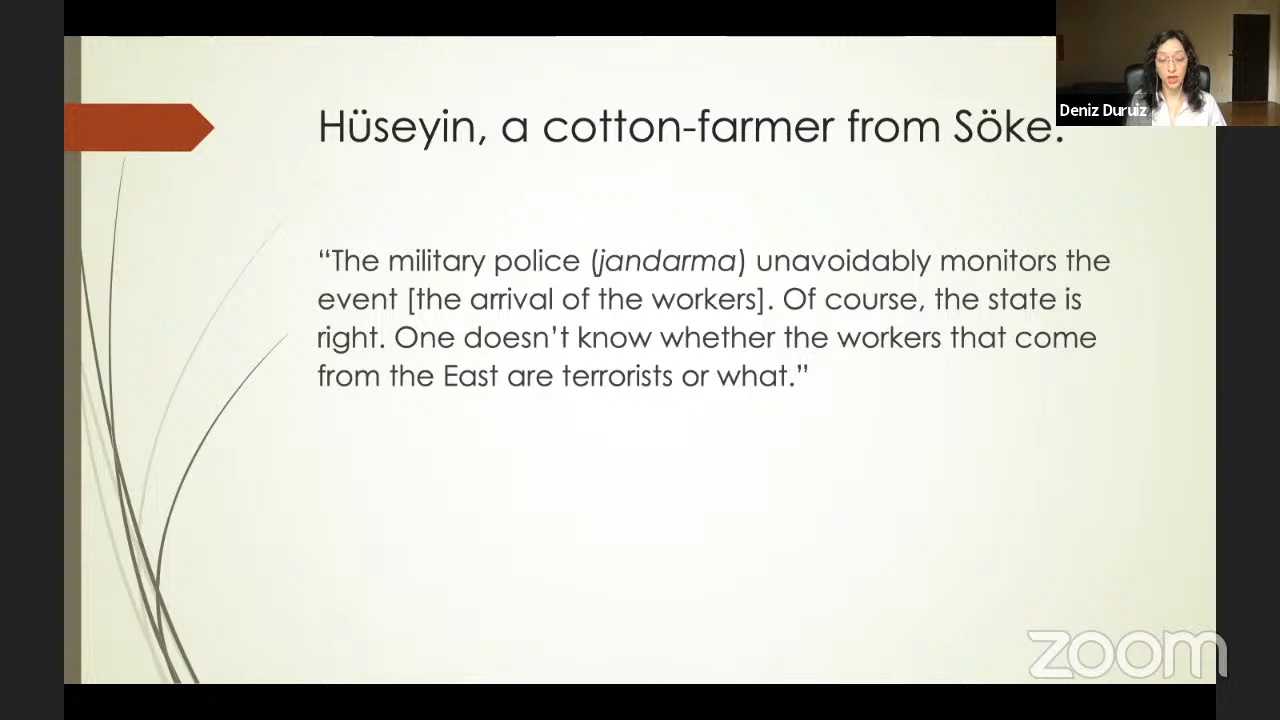 Hüseyin, a cotton-farmer from Söke.
Deniz Duruiz
“The military police (jandarma) unavoidably monitors the
event [the arrival of the workers]. Of course, the state is
right. One doesn’t know whether the workers that come
from the East are terrorists or what.”
zoom